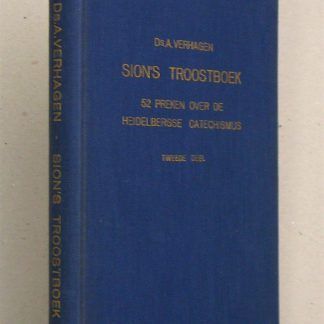 Ds. A. VERHAGEN
SION'S TROOSTBOEK
52 PREKEN OVER DE
HEIDELBERGSE CATECHISMUS
TWEEDE DEEL
Ds. A. VERHAGEN - SION'S TROOSTBOEK